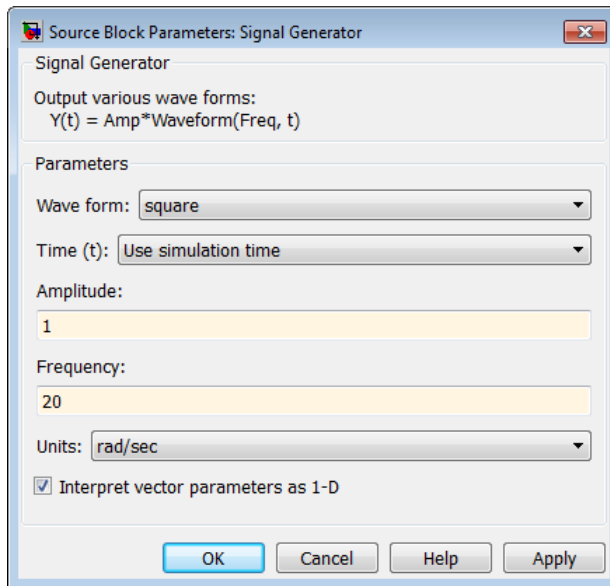 Source Block Parameters: Signal Generator
Signal Generator
Output various wave forms:
Y(t) = Amp*Waveform(Freq, t)
Parameters
Wave form: square
Time (t): Use simulation time
Amplitude:
1
Frequency:
20
Units: rad/sec
Interpret vector parameters as 1-D
OK Cancel Help Apply